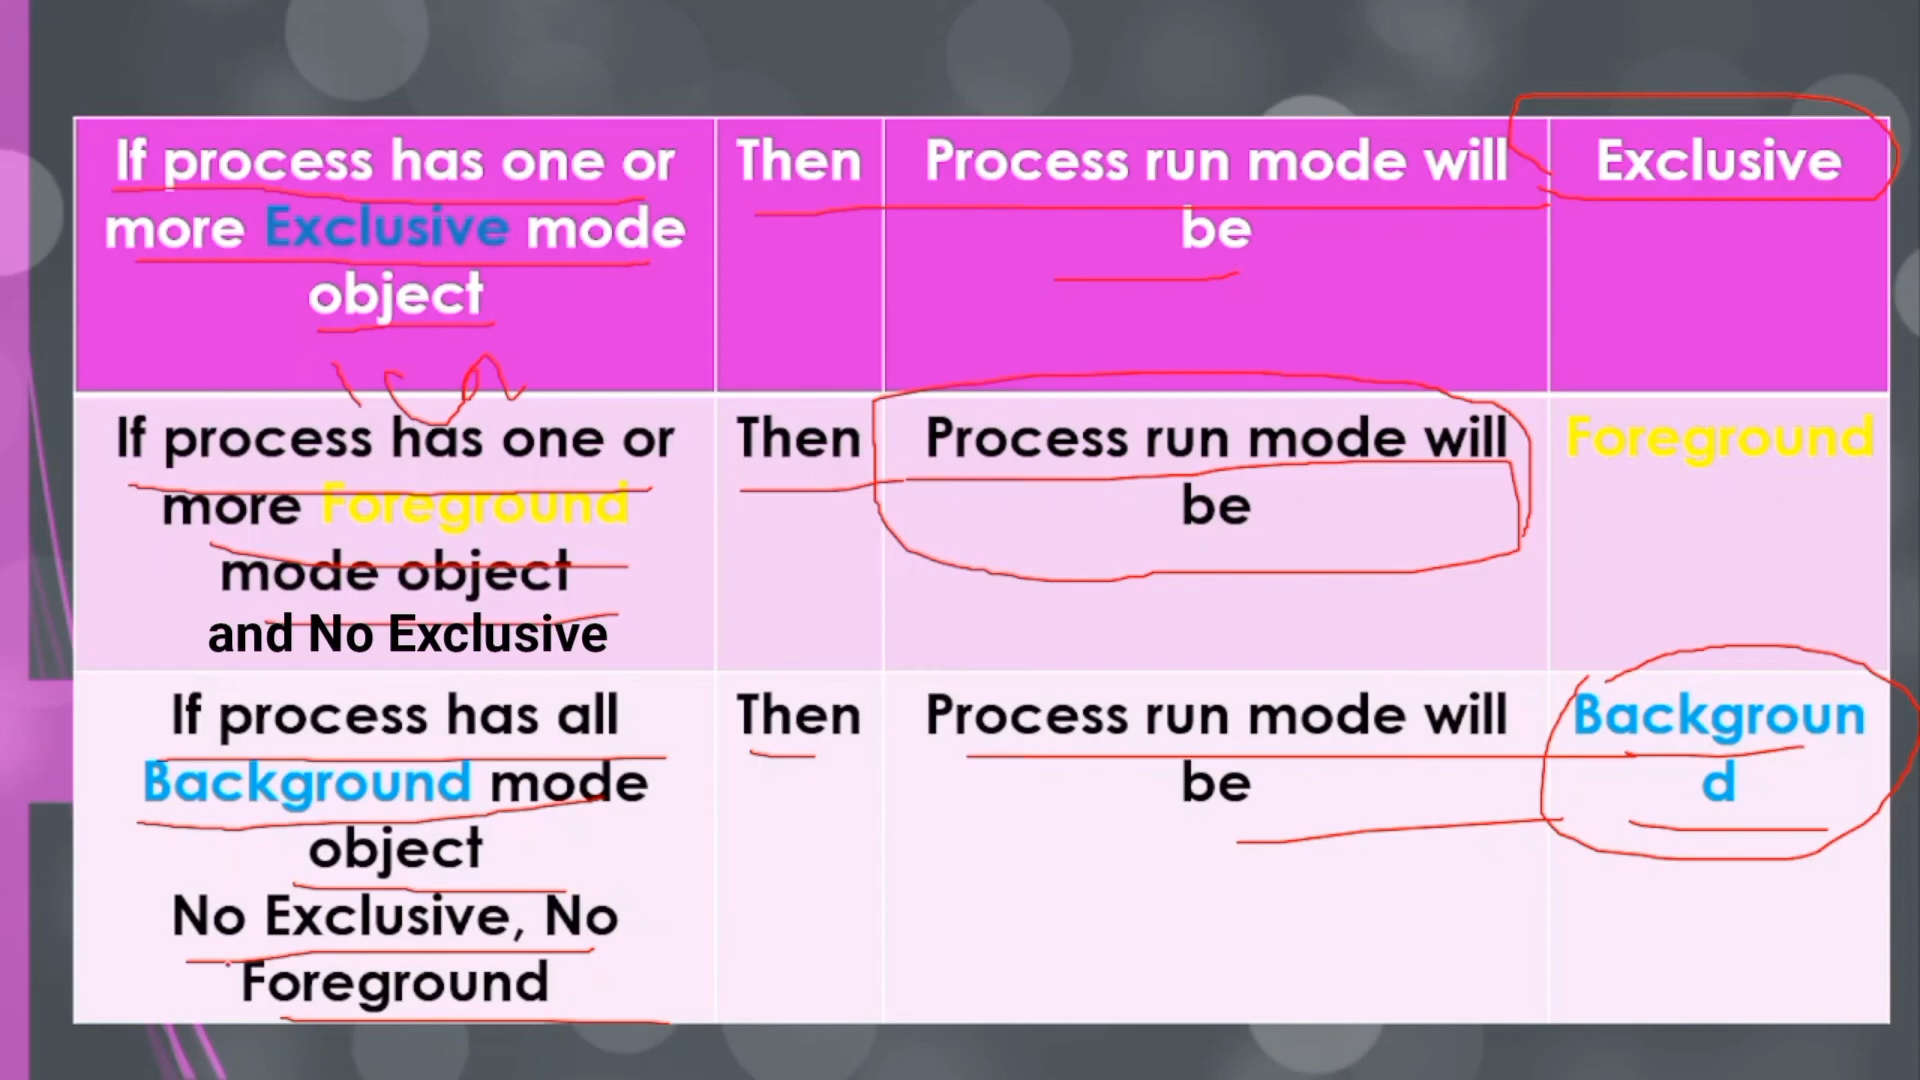 If process has one or
more Exclusive mode
object
Then
Process run mode will
be
Exclusive
If process has one or
more Foreground
mode object
and No Exclusive
Then
Process run mode will
be
Foreground
If process has all
Background mode
object
No Exclusive, No
Foreground
Then
Process run mode will
be
Backgroun
d